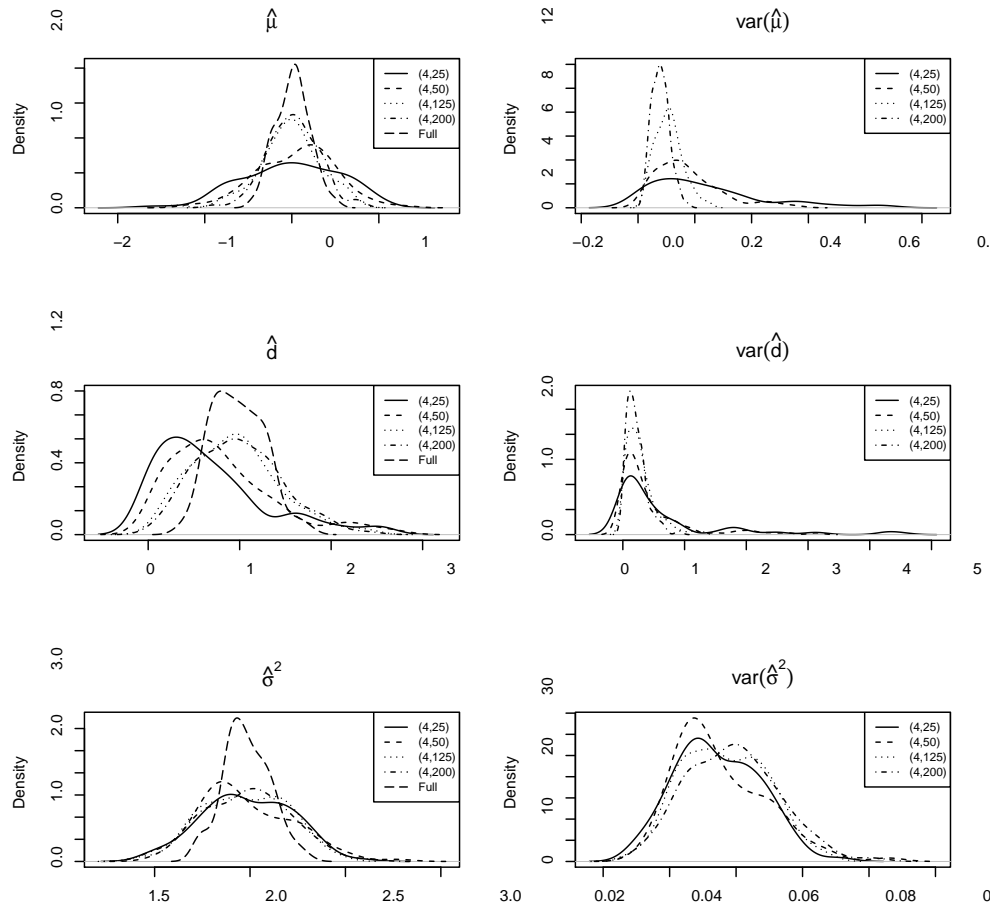 μ̂
2.0
1.0
0.0
Density
(4,25)
(4,50)
(4,125)
(4,200)
Full
−2 −1 0 1
var(μ̂)
12
8
6
4
2
0
Density
(4,25)
(4,50)
(4,125)
(4,200)
−0.2 0.0 0.2 0.4 0.6 0.
d̂
1.2
0.8
0.4
0.0
Density
(4,25)
(4,50)
(4,125)
(4,200)
Full
0 1 2 3
var(d̂)
2.0
1.0
0.0
Density
(4,25)
(4,50)
(4,125)
(4,200)
0 1 2 3 4 5
σ̂²
3.0
2.0
1.0
0.0
Density
(4,25)
(4,50)
(4,125)
(4,200)
Full
1.5 2.0 2.5 3.0
var(σ̂²)
30
20
10
0
Density
(4,25)
(4,50)
(4,125)
(4,200)
0.02 0.04 0.06 0.08 0